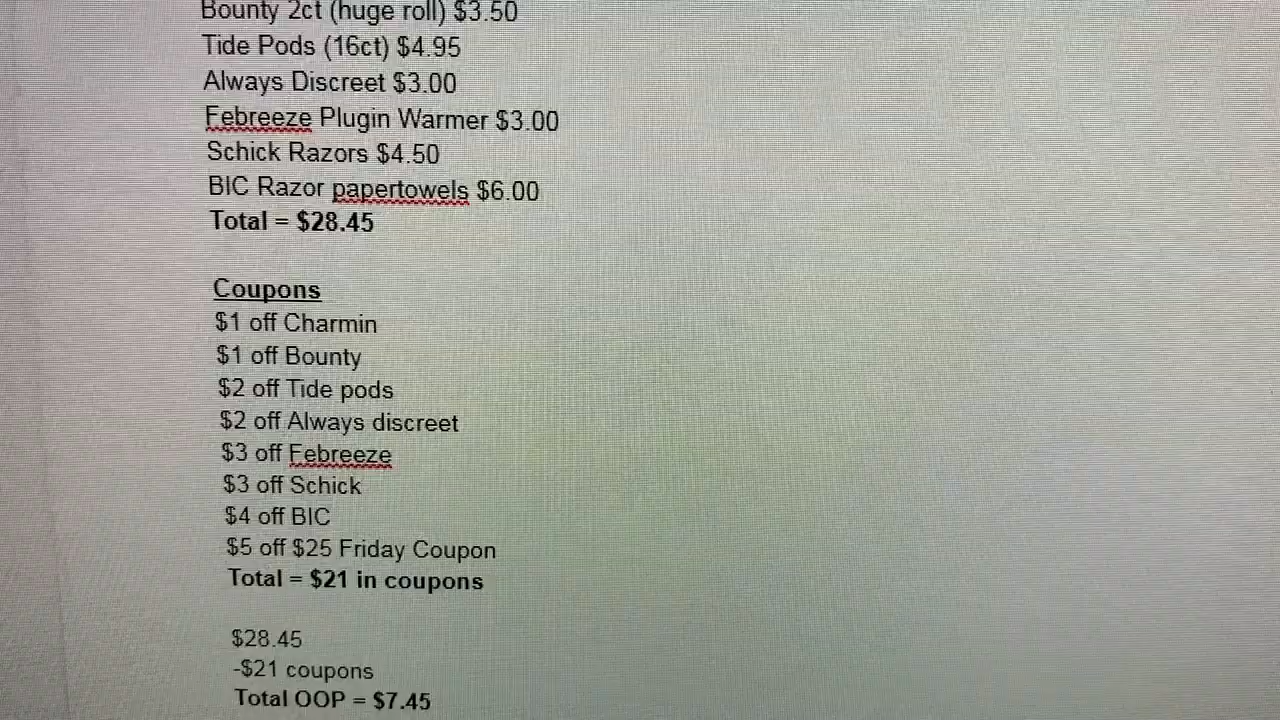 Bounty 2ct (huge roll) $3.50
Tide Pods (16ct) $4.95
Always Discreet $3.00
Febreeze Plugin Warmer $3.00
Schick Razors $4.50
BIC Razor papertowels $6.00
Total = $28.45
Coupons
$1 off Charmin
$1 off Bounty
$2 off Tide pods
$2 off Always discreet
$3 off Febreeze
$3 off Schick
$4 off BIC
$5 off $25 Friday Coupon
Total = $21 in coupons
$28.45
-$21 coupons
Total OOP = $7.45